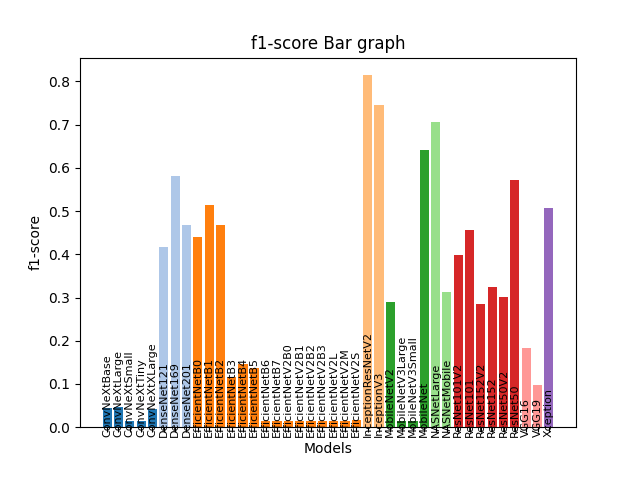 f1-score Bar graph
f1-score
0.8
0.7
0.6
0.5
0.4
0.3
0.2
0.1
0.0
ConvNeXtBase
ConvNeXtLarge
ConvNeXtSmall
ConvNeXtTiny
ConvNeXtXLarge
DenseNet121
DenseNet169
DenseNet201
EfficientNetB0
EfficientNetB1
EfficientNetB2
EfficientNetB3
EfficientNetB4
EfficientNetB5
EfficientNetB6
EfficientNetB7
EfficientNetV2B0
EfficientNetV2B1
EfficientNetV2B2
EfficientNetV2B3
EfficientNetV2L
EfficientNetV2M
EfficientNetV2S
InceptionResNetV2
InceptionV3
MobileNetV2
MobileNetV3Large
MobileNetV3Small
MobileNet
NASNetLarge
NASNetMobile
ResNet101V2
ResNet101
ResNet152V2
ResNet152
ResNet50V2
ResNet50
VGG16
VGG19
Xception
Models